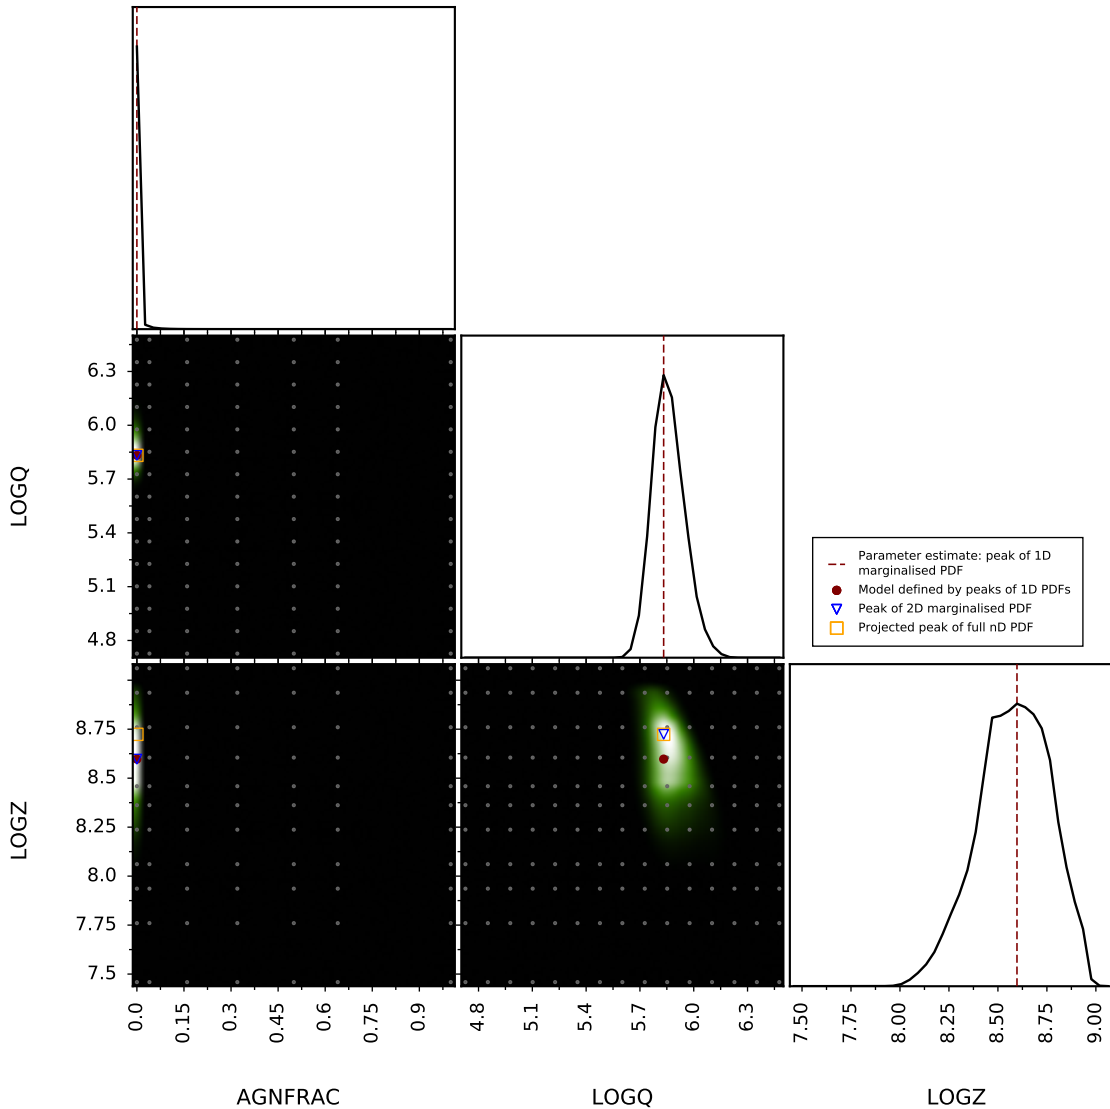 6.3
6.0
5.7
5.4
5.1
4.8
LOGQ
Parameter estimate: peak of 1D
marginalised PDF
Model defined by peaks of 1D PDFs
Peak of 2D marginalised PDF
Projected peak of full nD PDF
8.75
8.5
8.25
8.0
7.75
7.5
LOGZ
0.0 0.15 0.3 0.45 0.6 0.75 0.9
4.8 5.1 5.4 5.7 6.0 6.3
7.50 7.75 8.00 8.25 8.50 8.75 9.00
AGNFRAC LOGQ LOGZ